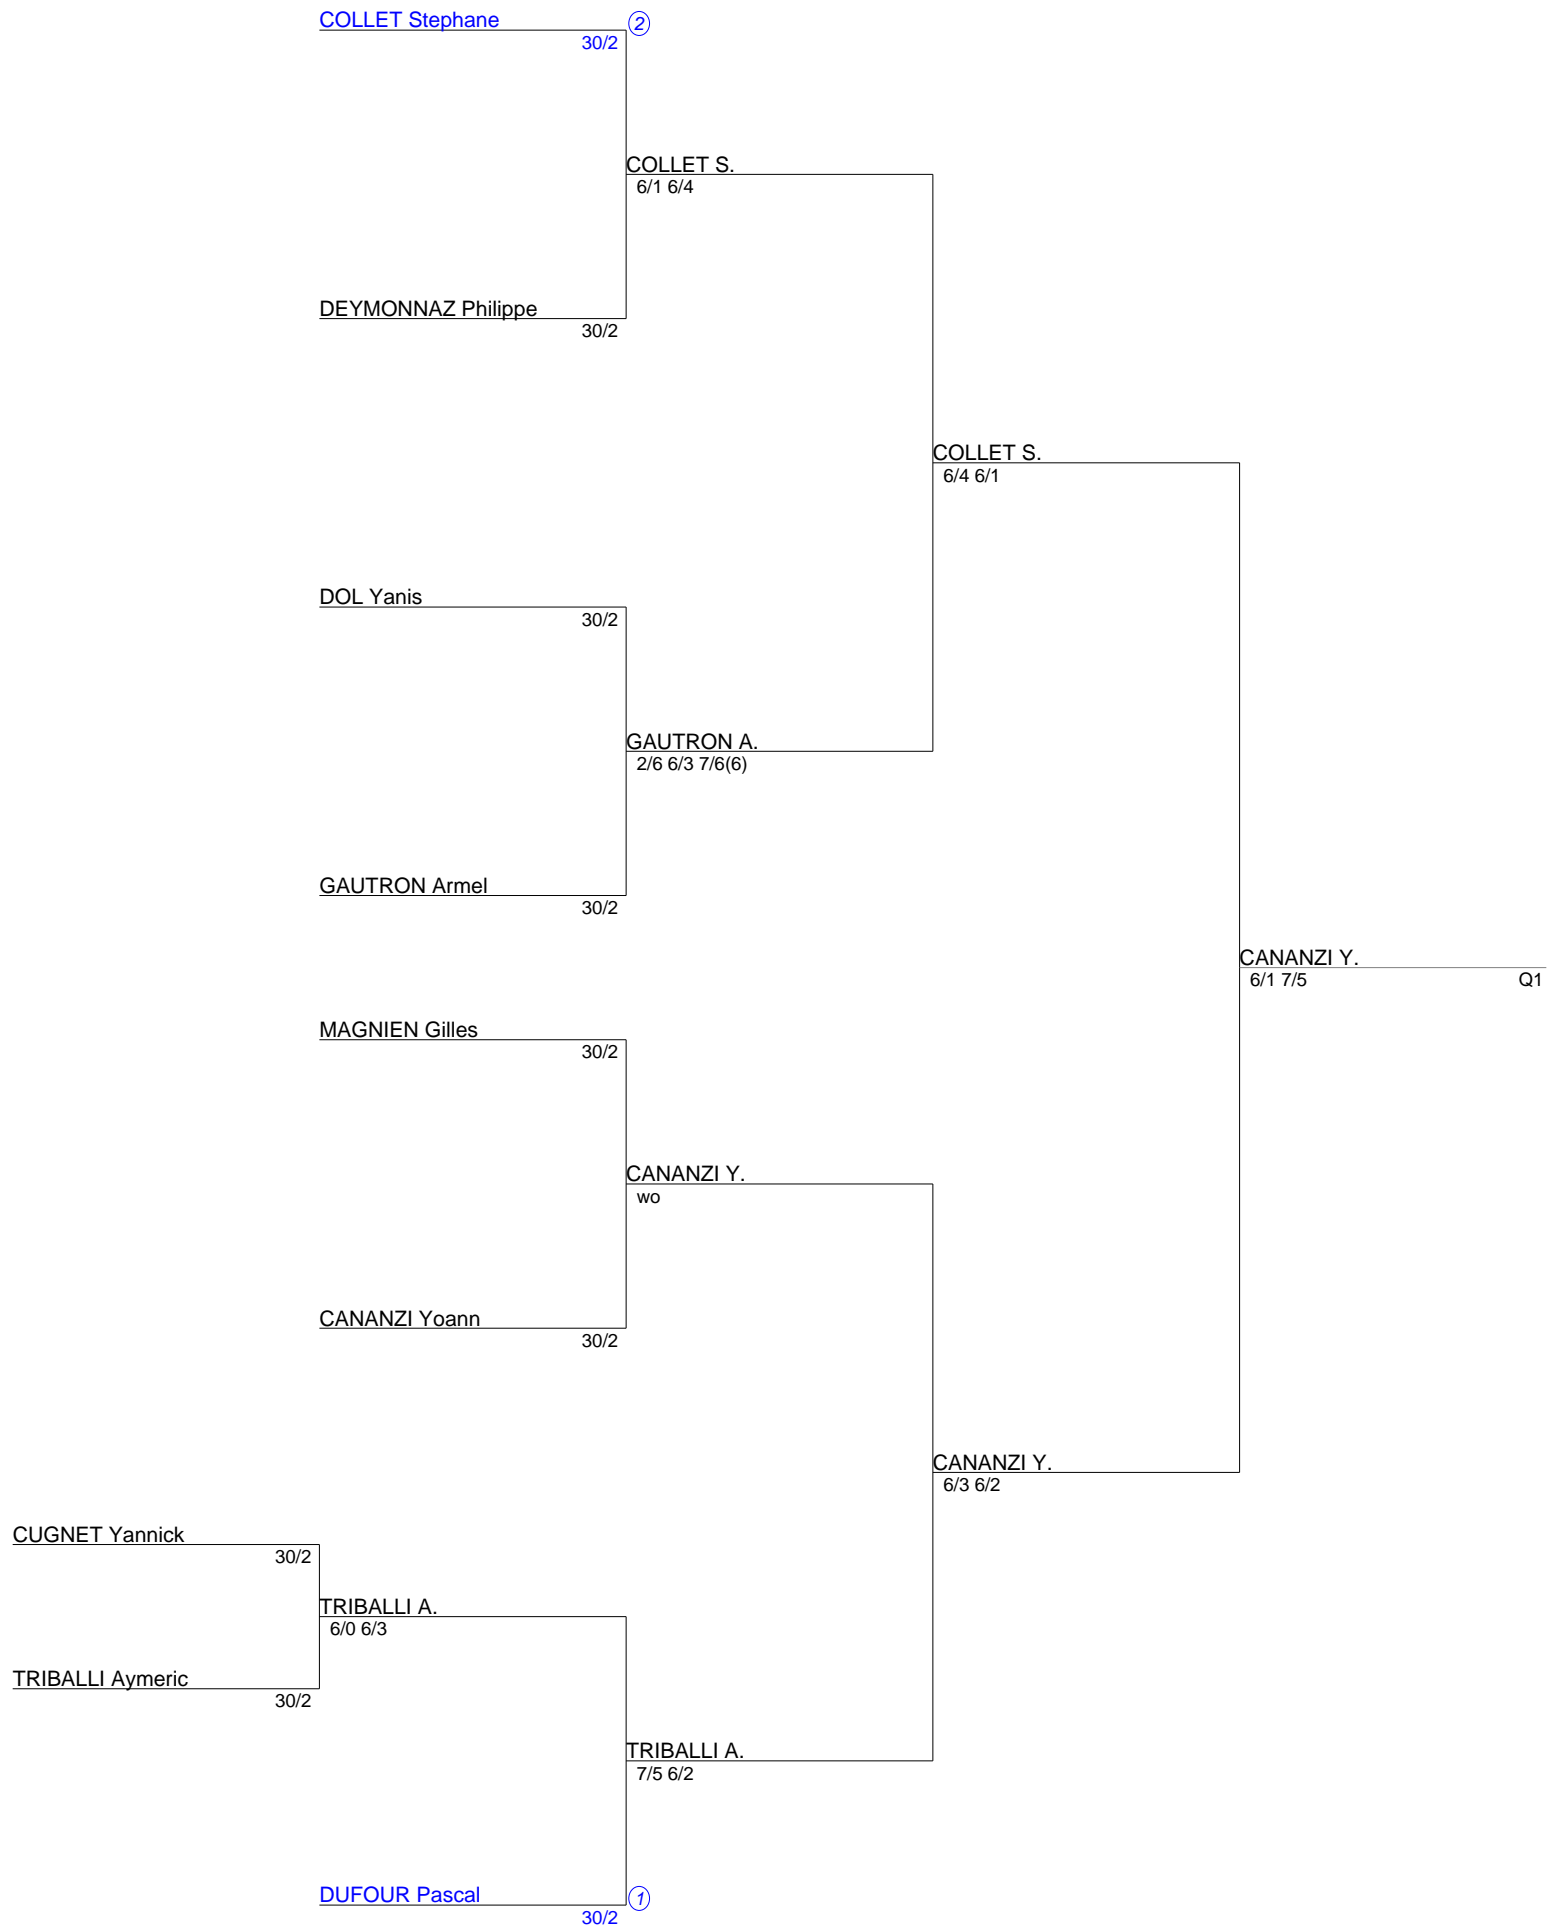 COLLET Stephane
2
30/2
COLLET S.
6/1 6/4
DEYMONNAZ Philippe
30/2
COLLET S.
6/4 6/1
DOL Yanis
30/2
GAUTRON A.
2/6 6/3 7/6(6)
GAUTRON Armel
30/2
CANANZI Y.
6/1 7/5
Q1
MAGNIEN Gilles
30/2
CANANZI Y.
wo
CANANZI Yoann
30/2
CANANZI Y.
6/3 6/2
CUGNET Yannick
30/2
TRIBALLI A.
6/0 6/3
TRIBALLI Aymeric
30/2
TRIBALLI A.
7/5 6/2
DUFOUR Pascal
1
30/2